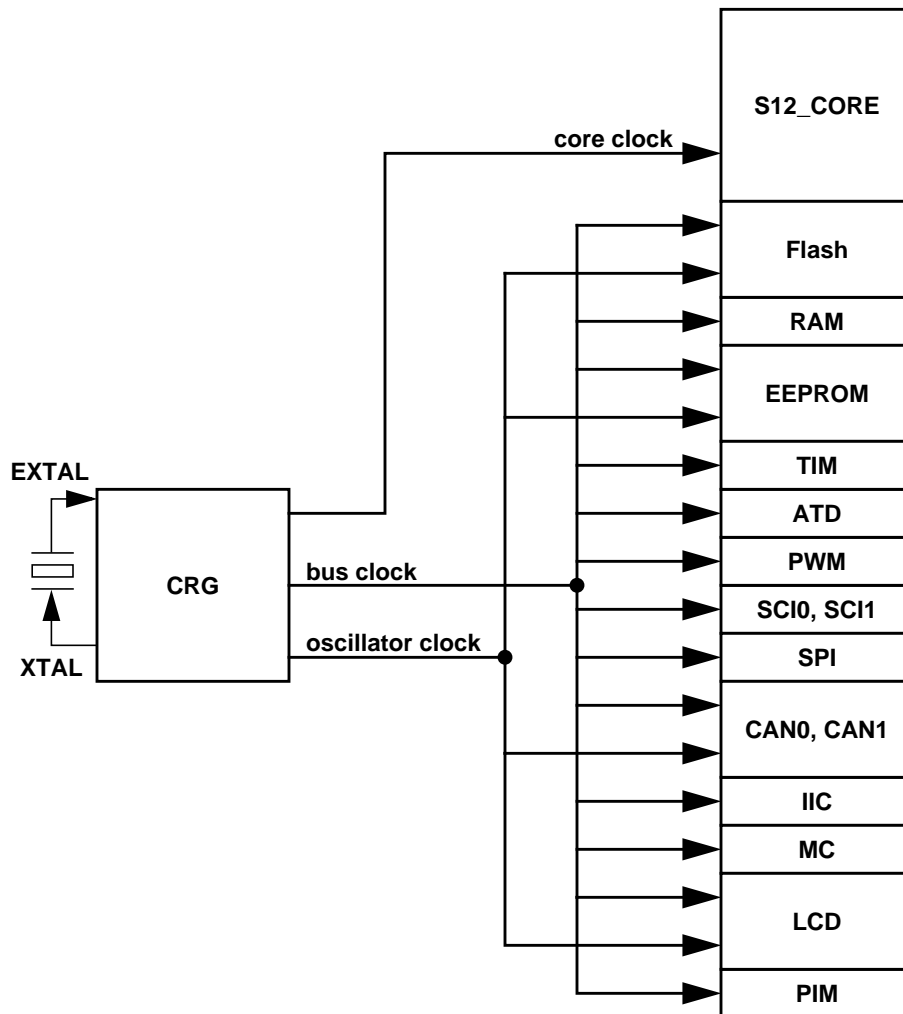 S12_CORE
core clock
Flash
RAM
EEPROM
EXTAL
TIM
ATD
PWM
bus clock
CRG
SCI0, SCI1
oscillator clock
SPI
XTAL
CAN0, CAN1
IIC
MC
LCD
PIM